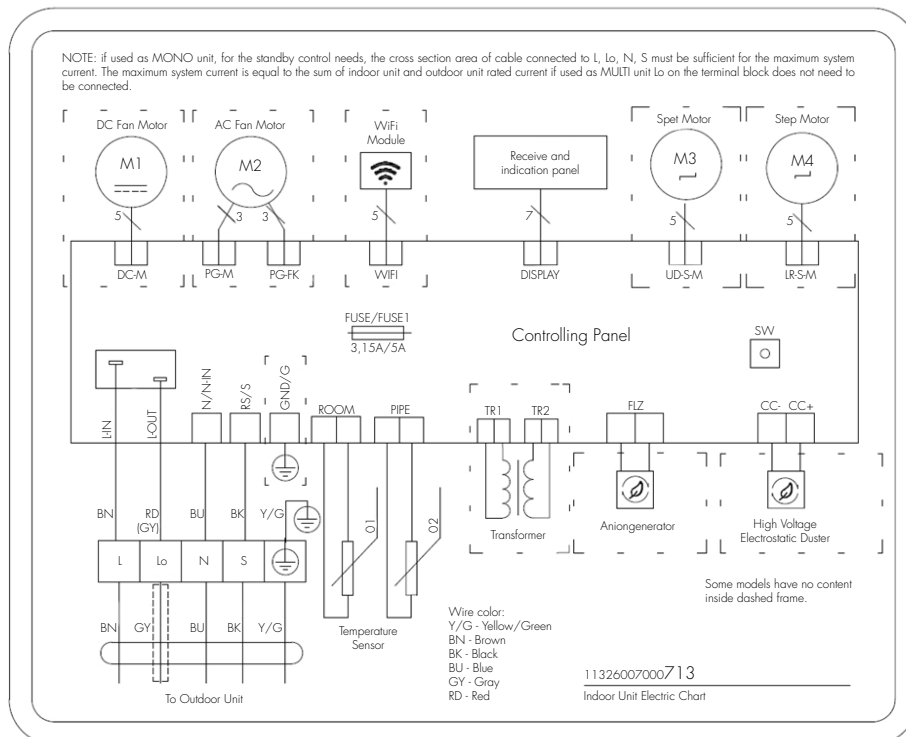 NOTE: if used as MONO unit, for the standby control needs, the cross section area of cable connected to L, Lo, N, S must be sufficient for the maximum system
current. The maximum system current is equal to the sum of indoor unit and outdoor unit rated current if used as MULTI unit Lo on the terminal block does not need to
be connected.
DC Fan Motor
AC Fan Motor
WiFi
Module
Spet Motor
Step Motor
M1
M2
Receive and
indication panel
M3
M4
5
3
3
5
7
5
5
DC-M
PG-M
PG-FK
WIFI
DISPLAY
UD-S-M
LR-S-M
FUSE/FUSE1
3,15A/5A
Controlling Panel
SW
L-IN
L-OUT
N/N-IN
RS/S
GND/G
ROOM
PIPE
TR1
TR2
FLZ
CC-
CC+
BN
RD
(GY)
BU
BK
Y/G
01
02
Transformer
Aniongenerator
High Voltage
Electrostatic Duster
L
Lo
N
S
Some models have no content
inside dashed frame.
BN
GY
BU
BK
Y/G
Temperature
Sensor
Wire color:
Y/G - Yellow/Green
BN - Brown
BK - Black
BU - Blue
GY - Gray
RD - Red
To Outdoor Unit
11326007000713
Indoor Unit Electric Chart